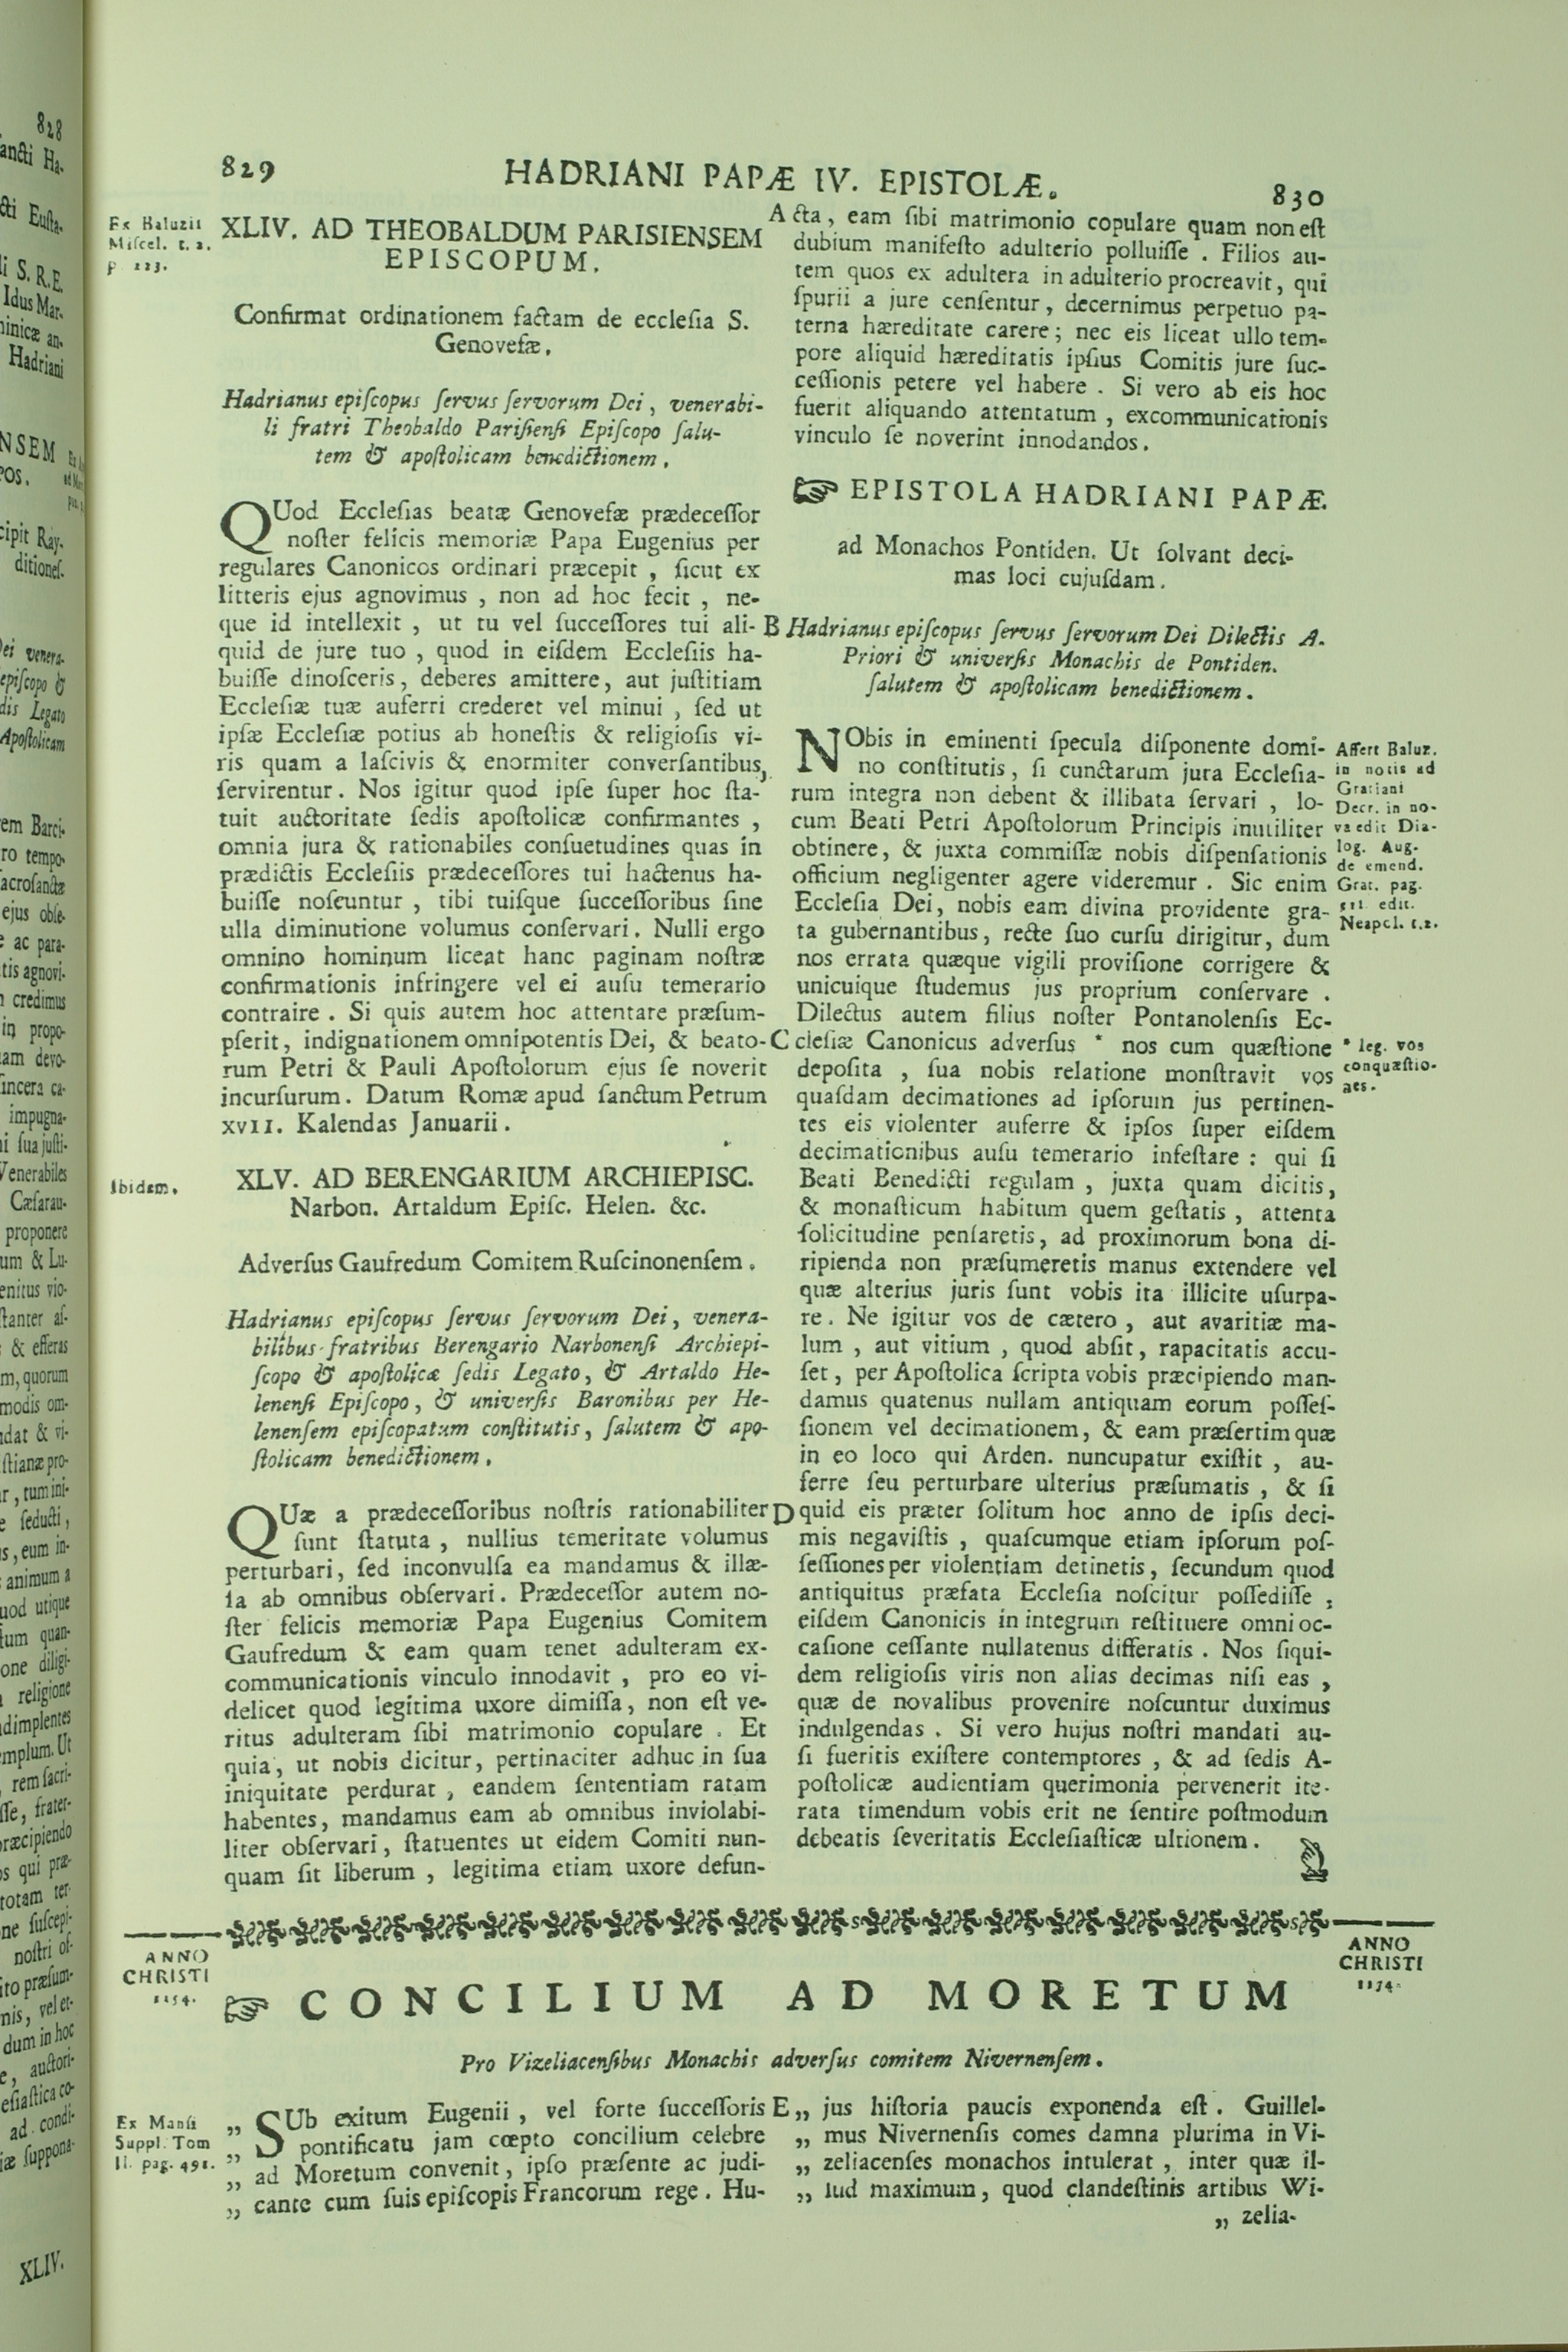 829
HADRIANI PAPÆ IV. EPISTOLÆ.
830
Ex Baluzii
Miſcel. t. 2.
p. 223.
XLIV. AD THEOBALDUM PARISIENSEM
EPISCOPUM.
Confirmat ordinationem factam de eccleſia S.
Genovefæ.
Hadrianus epiſcopus ſervus ſervorum Dei, venerabi-
li fratri Theobaldo Pariſienſi Epiſcopo ſalu-
tem & apoſtolicam benedictionem.
QUod Eccleſias beatæ Genovefæ prædeceſſor
noſter felicis memoriæ Papa Eugenius per
regulares Canonicos ordinari præcepit, ſicut ex
litteris ejus agnovimus, non ad hoc fecit, ne-
que id intellexit, ut tu vel ſucceſſores tui ali-
quid de jure tuo, quod in eiſdem Eccleſiis ha-
buiſſe dinoſceris, deberes amittere, aut juſtitiam
Eccleſiæ tuæ auferri crederet vel minui, ſed ut
ipſæ Eccleſiæ potius ab honeſtis & religioſis vi-
ris quam a laſcivis & enormiter converſantibus,
ſervirentur. Nos igitur quod ipſe ſuper hoc ſta-
tuit auctoritate ſedis apoſtolicæ confirmantes,
omnia jura & rationabiles conſuetudines quas in
prædictis Eccleſiis prædeceſſores tui hactenus ha-
buiſſe noſcuntur, tibi tuiſque ſucceſſoribus ſine
ulla diminutione volumus conſervari. Nulli ergo
omnino hominum liceat hanc paginam noſtræ
confirmationis infringere vel ei auſu temerario
contraire. Si quis autem hoc attentare præſum-
pſerit, indignationem omnipotentis Dei, & beato-
rum Petri & Pauli Apoſtolorum ejus ſe noverit
incurſurum. Datum Romæ apud ſanctum Petrum
XVII. Kalendas Januarii.
Ibidem.
XLV. AD BERENGARIUM ARCHIEPISC.
Narbon. Artaldum Epiſc. Helen. &c.
Adverſus Gaufredum Comitem Ruſcinonenſem.
Hadrianus epiſcopus ſervus ſervorum Dei, venera-
bilibus fratribus Berengario Narbonenſi Archiepi-
ſcopo & apoſtolicæ ſedis Legato, & Artaldo He-
lenenſi Epiſcopo, & univerſis Baronibus per He-
lenenſem epiſcopatum conſtitutis, ſalutem & apo-
ſtolicam benedictionem.
QUæ a prædeceſſoribus noſtris rationabiliter
ſunt ſtatuta, nullius temeritate volumus
perturbari, ſed inconvulſa ea mandamus & illæ-
ſa ab omnibus obſervari. Prædeceſſor autem no-
ſter felicis memoriæ Papa Eugenius Comitem
Gaufredum & eam quam tenet adulteram ex-
communicationis vinculo innodavit, pro eo vi-
delicet quod legitima uxore dimiſſa, non eſt ve-
ritus adulteram ſibi matrimonio copulare. Et
quia, ut nobis dicitur, pertinaciter adhuc in ſua
iniquitate perdurat, eandem ſententiam ratam
habentes, mandamus eam ab omnibus inviolabi-
liter obſervari, ſtatuentes ut eidem Comiti nun-
quam ſit liberum, legitima etiam uxore defun-
A cta, eam ſibi matrimonio copulare quam non eſt
dubium manifeſto adulterio polluiſſe. Filios au-
tem quos ex adultera in adulterio procreavit, qui
ſpurii a jure cenſentur, decernimus perpetuo pa-
terna hæreditate carere; nec eis liceat ullo tem-
pore aliquid hæreditatis ipſius Comitis jure ſuc-
ceſſionis petere vel habere. Si vero ab eis hoc
fuerit aliquando attentatum, excommunicationis
vinculo ſe noverint innodandos.
☞ EPISTOLA HADRIANI PAPÆ
ad Monachos Pontiden. Ut ſolvant deci-
mas loci cujuſdam.
B Hadrianus epiſcopus ſervus ſervorum Dei Dilectis A.
Priori & univerſis Monachis de Pontiden.
ſalutem & apoſtolicam benedictionem.
NObis in eminenti ſpecula diſponente domi-
no conſtitutis, ſi cunctarum jura Eccleſia-
rum integra non debent & illibata ſervari, lo-
cum Beati Petri Apoſtolorum Principis inutiliter
obtinere, & juxta commiſſæ nobis diſpenſationis
officium negligenter agere videremur. Sic enim
Eccleſia Dei, nobis eam divina providente gra-
ta gubernantibus, recte ſuo curſu dirigitur, dum
nos errata quæque vigili proviſione corrigere &
unicuique ſtudemus jus proprium conſervare.
Dilectus autem filius noſter Pontanolenſis Ec-
C cleſiæ Canonicus adverſus * nos cum quæſtione
depoſita, ſua nobis relatione monſtravit vos
quaſdam decimationes ad ipſorum jus pertinen-
tes eis violenter auferre & ipſos ſuper eiſdem
decimationibus auſu temerario infeſtare: qui ſi
Beati Benedicti regulam, juxta quam dicitis,
& monaſticum habitum quem geſtatis, attenta
ſolicitudine penſaretis, ad proximorum bona di-
ripienda non præſumeretis manus extendere vel
quæ alterius juris ſunt vobis ita illicite uſurpa-
re. Ne igitur vos de cætero, aut avaritiæ ma-
lum, aut vitium, quod abſit, rapacitatis accu-
ſet, per Apoſtolica ſcripta vobis præcipiendo man-
damus quatenus nullam antiquam eorum poſſeſ-
ſionem vel decimationem, & eam præſertim quæ
in eo loco qui Arden. nuncupatur exiſtit, au-
ferre ſeu perturbare ulterius præſumatis, & ſi
D quid eis præter ſolitum hoc anno de ipſis deci-
mis negaviſtis, quaſcumque etiam ipſorum poſ-
ſeſſiones per violentiam detinetis, ſecundum quod
antiquitus præfata Eccleſia noſcitur poſſediſſe,
eiſdem Canonicis in integrum reſtituere omni oc-
caſione ceſſante nullatenus differatis. Nos ſiqui-
dem religioſis viris non alias decimas niſi eas,
quæ de novalibus provenire noſcuntur duximus
indulgendas. Si vero hujus noſtri mandati au-
ſi fueritis exiſtere contemptores, & ad ſedis A-
poſtolicæ audientiam querimonia pervenerit ite-
rata timendum vobis erit ne ſentire poſtmodum
debeatis ſeveritatis Eccleſiaſticæ ultionem.
Affert Baluz.
in notis ad
Gratiani
Decr. in no-
va edit Dia-
log. Aug.
de emend.
Grat. pag.
edit.
Neapol. t.2.
* leg. vos
conquæſtio-
nes.
ANNO
CHRISTI
1154.
ANNO
CHRISTI
1174.
☞ CONCILIUM AD MORETUM
Pro Vizeliacenſibus Monachis adverſus comitem Nivernenſem.
Ex Manſi
Suppl. Tom
II. pag. 491.
„ SUb exitum Eugenii, vel forte ſucceſſoris
„ pontificatu jam cœpto concilium celebre
„ ad Moretum convenit, ipſo præſente ac judi-
„ cante cum ſuis epiſcopis Francorum rege. Hu-
E „ jus hiſtoria paucis exponenda eſt. Guillel-
„ mus Nivernenſis comes damna plurima in Vi-
„ zeliacenſes monachos intulerat, inter quæ il-
„ lud maximum, quod clandeſtinis artibus Wi-
„ zelia-
828
ancti Ha-
cti Euſta-
li S. R. E.
Idus Mar-
Hadriani
NSEM
cipit Ray-
em Barci-
ro tempo-
acroſanctæ
ejus obſe-
tis agnovi-
credimus
in propo-
am devo-
ſincera ca-
impugna-
Venerabiles
Cæſarau-
proponere
animum a
religione
adimplentes
præcipiendo
XLIV.